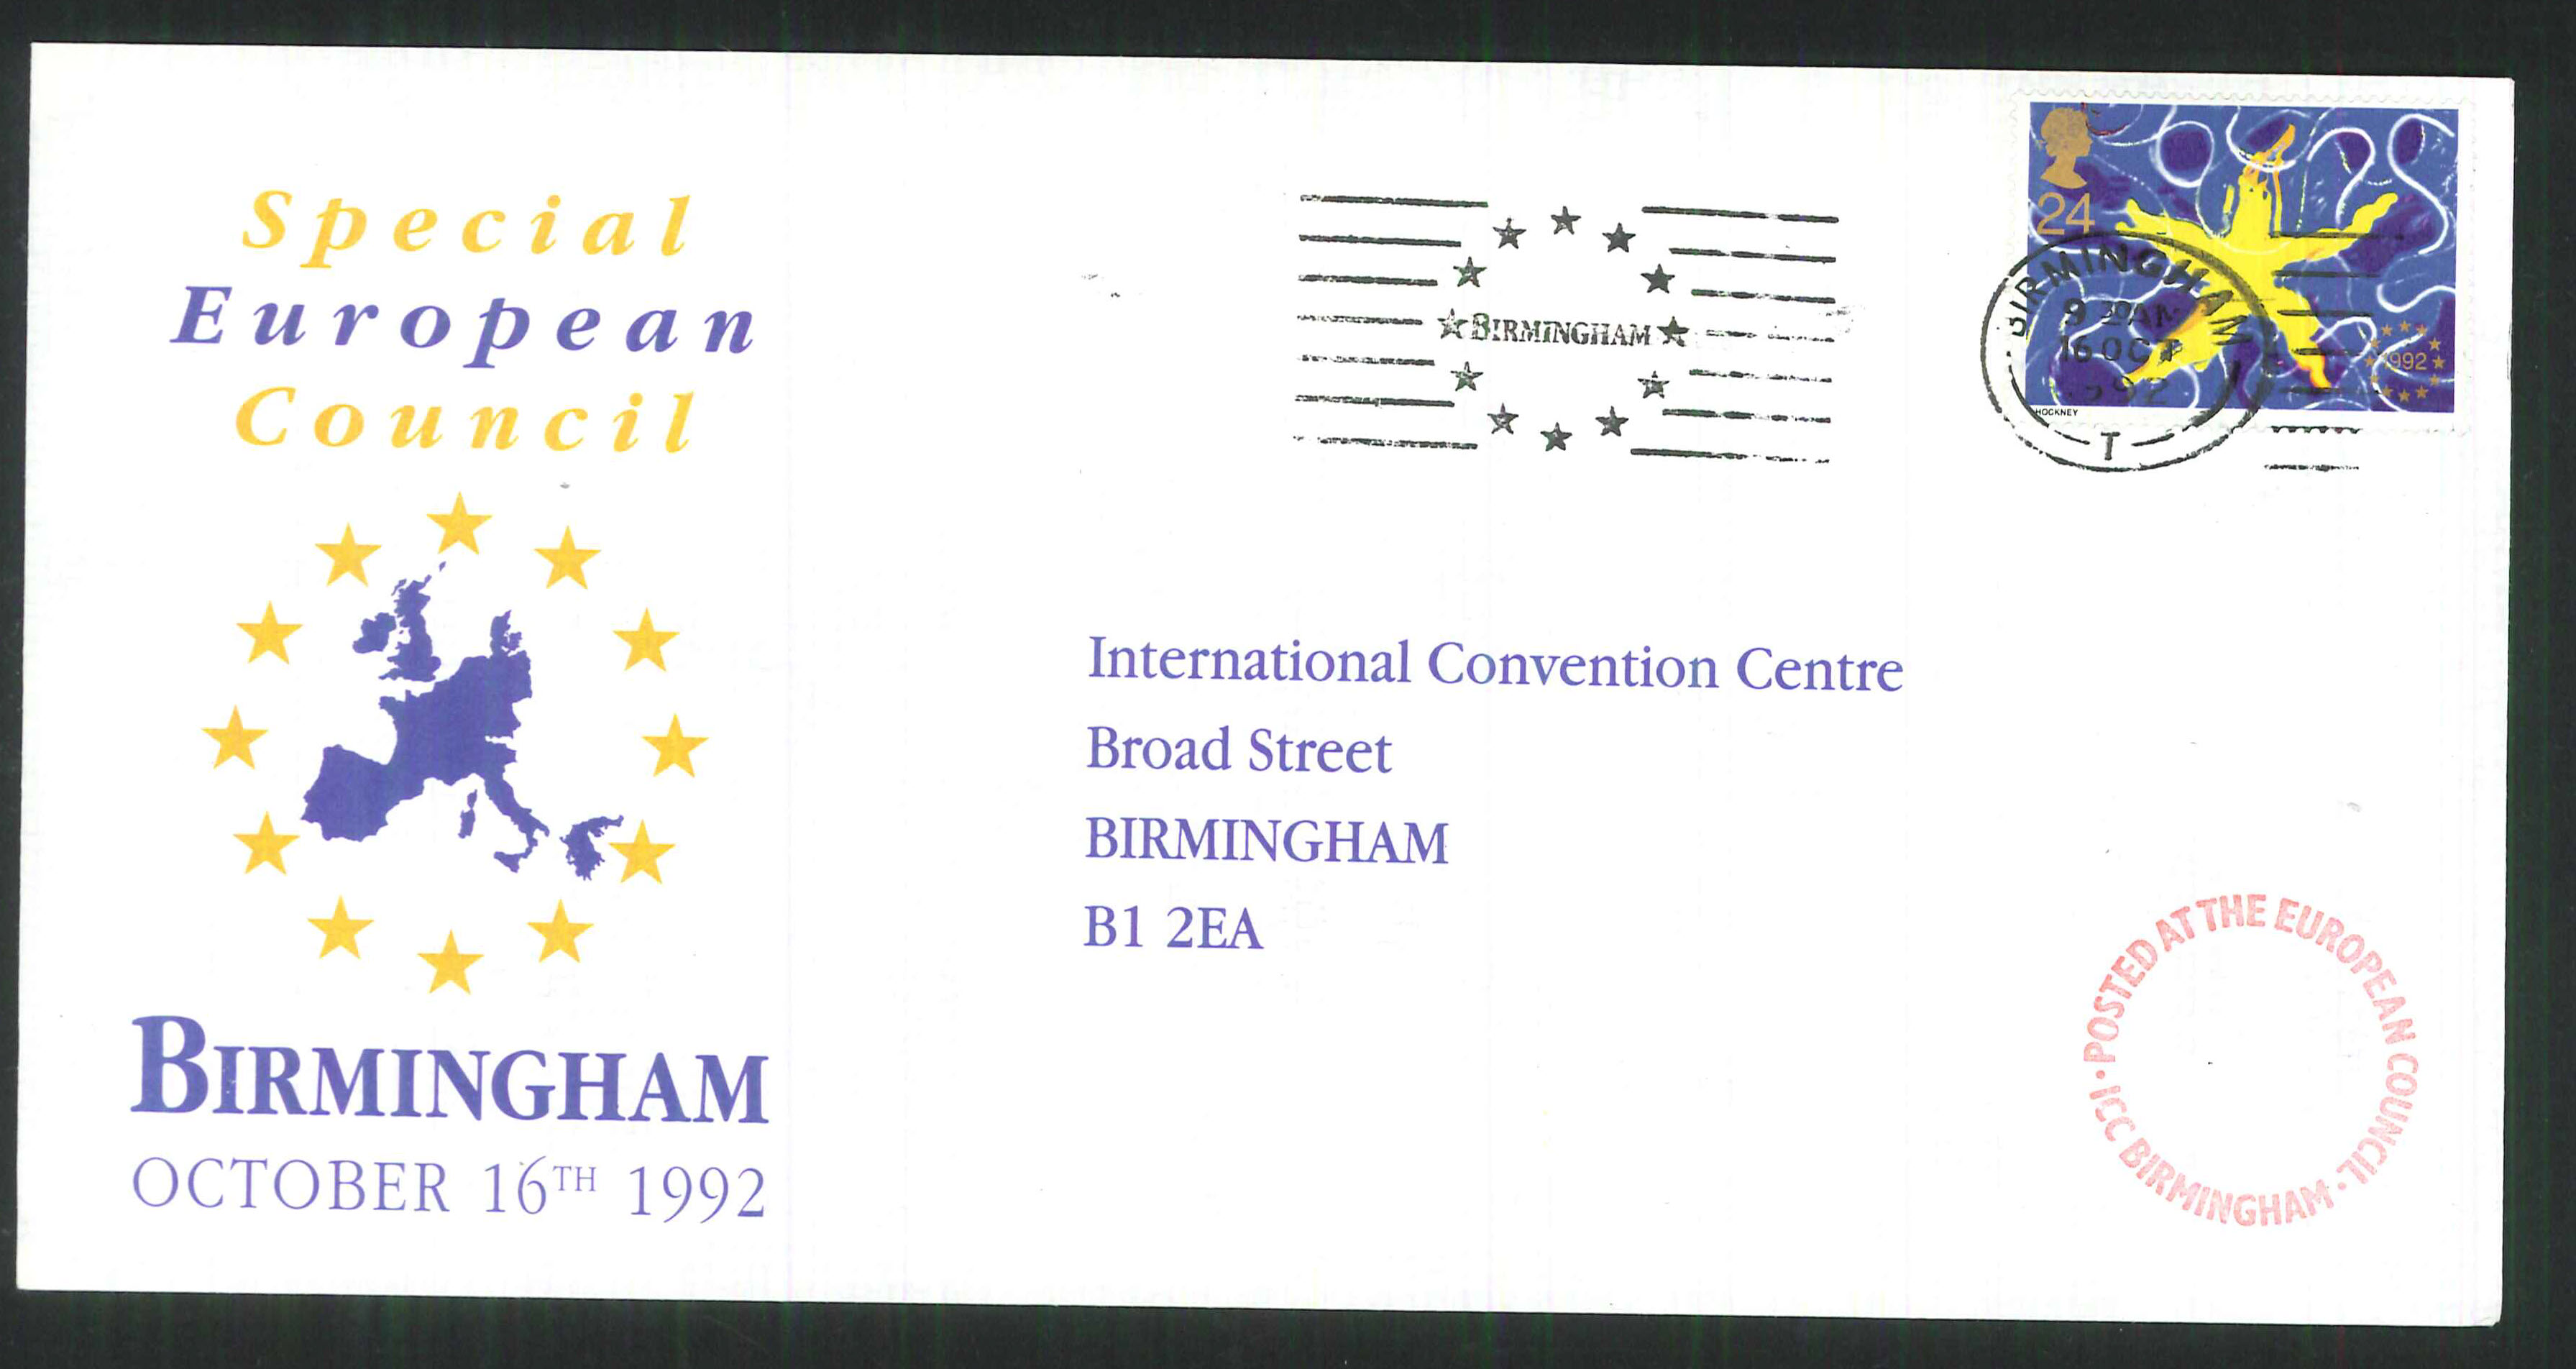 Special
European
Council
BIRMINGHAM
OCTOBER 16TH 1992
BIRMINGHAM
24
1992
HOCKNEY
BIRMINGHAM
9 30AM
16 OCT
1992
T
International Convention Centre
Broad Street
BIRMINGHAM
B1 2EA
POSTED AT THE EUROPEAN COUNCIL · ICC BIRMINGHAM ·